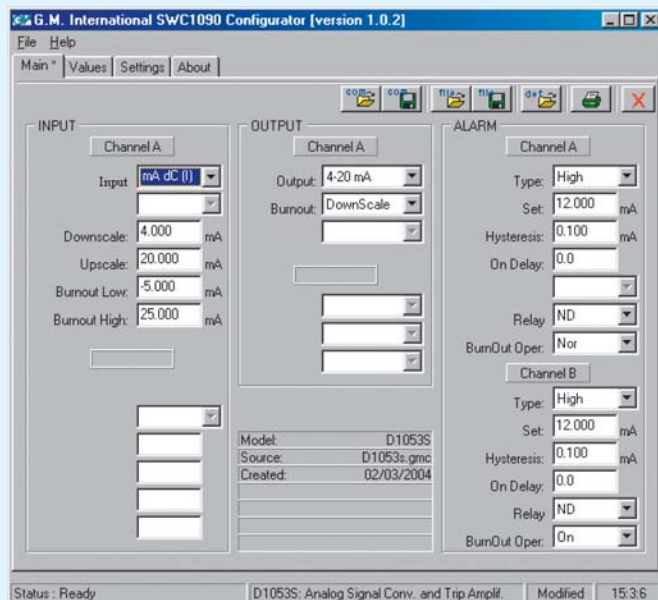 G.M. International SWC1090 Configurator [version 1.0.2]
File Help
Main * Values Settings About
com com file file def
INPUT
Channel A
Input mA dC (I)
Downscale: 4.000 mA
Upscale: 20.000 mA
Burnout Low: -5.000 mA
Burnout High: 25.000 mA
OUTPUT
Channel A
Output: 4-20 mA
Burnout: DownScale
Model: D1053S
Source: D1053s.gmc
Created: 02/03/2004
ALARM
Channel A
Type: High
Set: 12.000 mA
Hysteresis: 0.100 mA
On Delay: 0.0
Relay ND
BurnOut Oper: Nor
Channel B
Type: High
Set: 12.000 mA
Hysteresis: 0.100 mA
On Delay: 0.0
Relay ND
BurnOut Oper: On
Status : Ready D1053S: Analog Signal Conv. and Trip Amplif. Modified 15:3:6